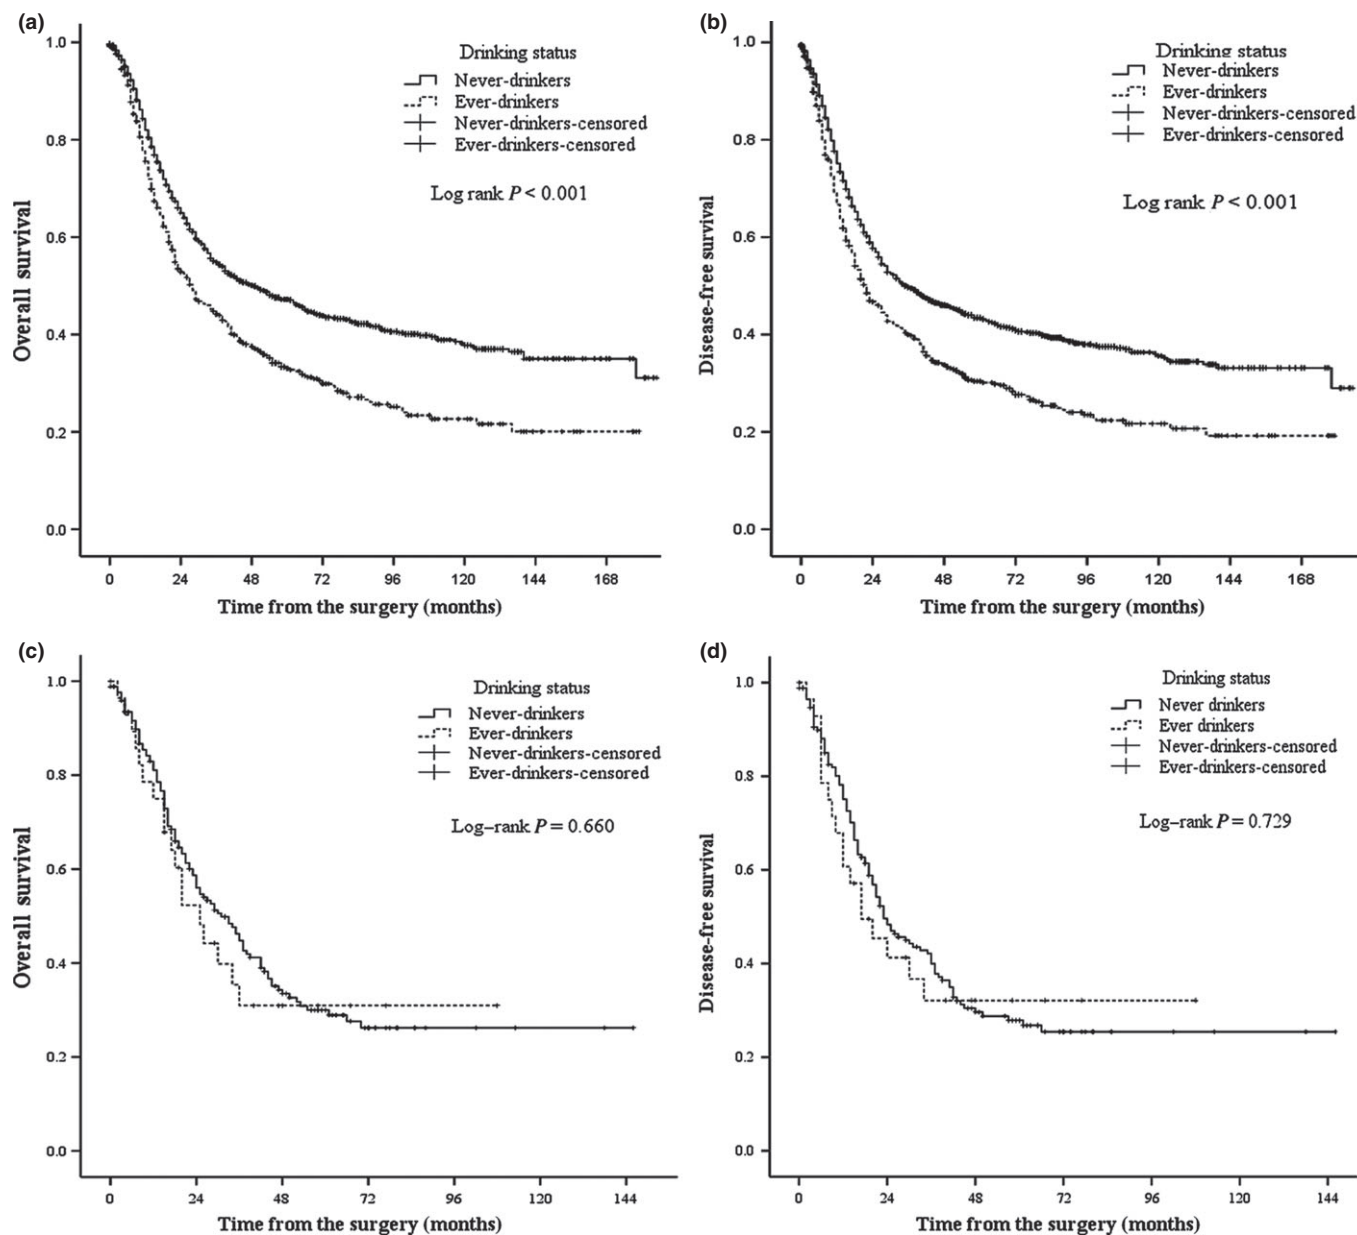 (a)
Drinking status
Never-drinkers
Ever-drinkers
Never-drinkers-censored
Ever-drinkers-censored
Log rank P < 0.001
1.0
0.8
0.6
0.4
0.2
0.0
Overall survival
0 24 48 72 96 120 144 168
Time from the surgery (months)
(b)
Drinking status
Never-drinkers
Ever-drinkers
Never-drinkers-censored
Ever-drinkers-censored
Log rank P < 0.001
1.0
0.8
0.6
0.4
0.2
0.0
Disease-free survival
0 24 48 72 96 120 144 168
Time from the surgery (months)
(c)
Drinking status
Never-drinkers
Ever-drinkers
Never-drinkers-censored
Ever-drinkers-censored
Log–rank P = 0.660
1.0
0.8
0.6
0.4
0.2
0.0
Overall survival
0 24 48 72 96 120 144
Time from the surgery (months)
(d)
Drinking status
Never drinkers
Ever drinkers
Never-drinkers-censored
Ever-drinkers-censored
Log–rank P = 0.729
1.0
0.8
0.6
0.4
0.2
0.0
Disease-free survival
0 24 48 72 96 120 144
Time from the surgery (months)